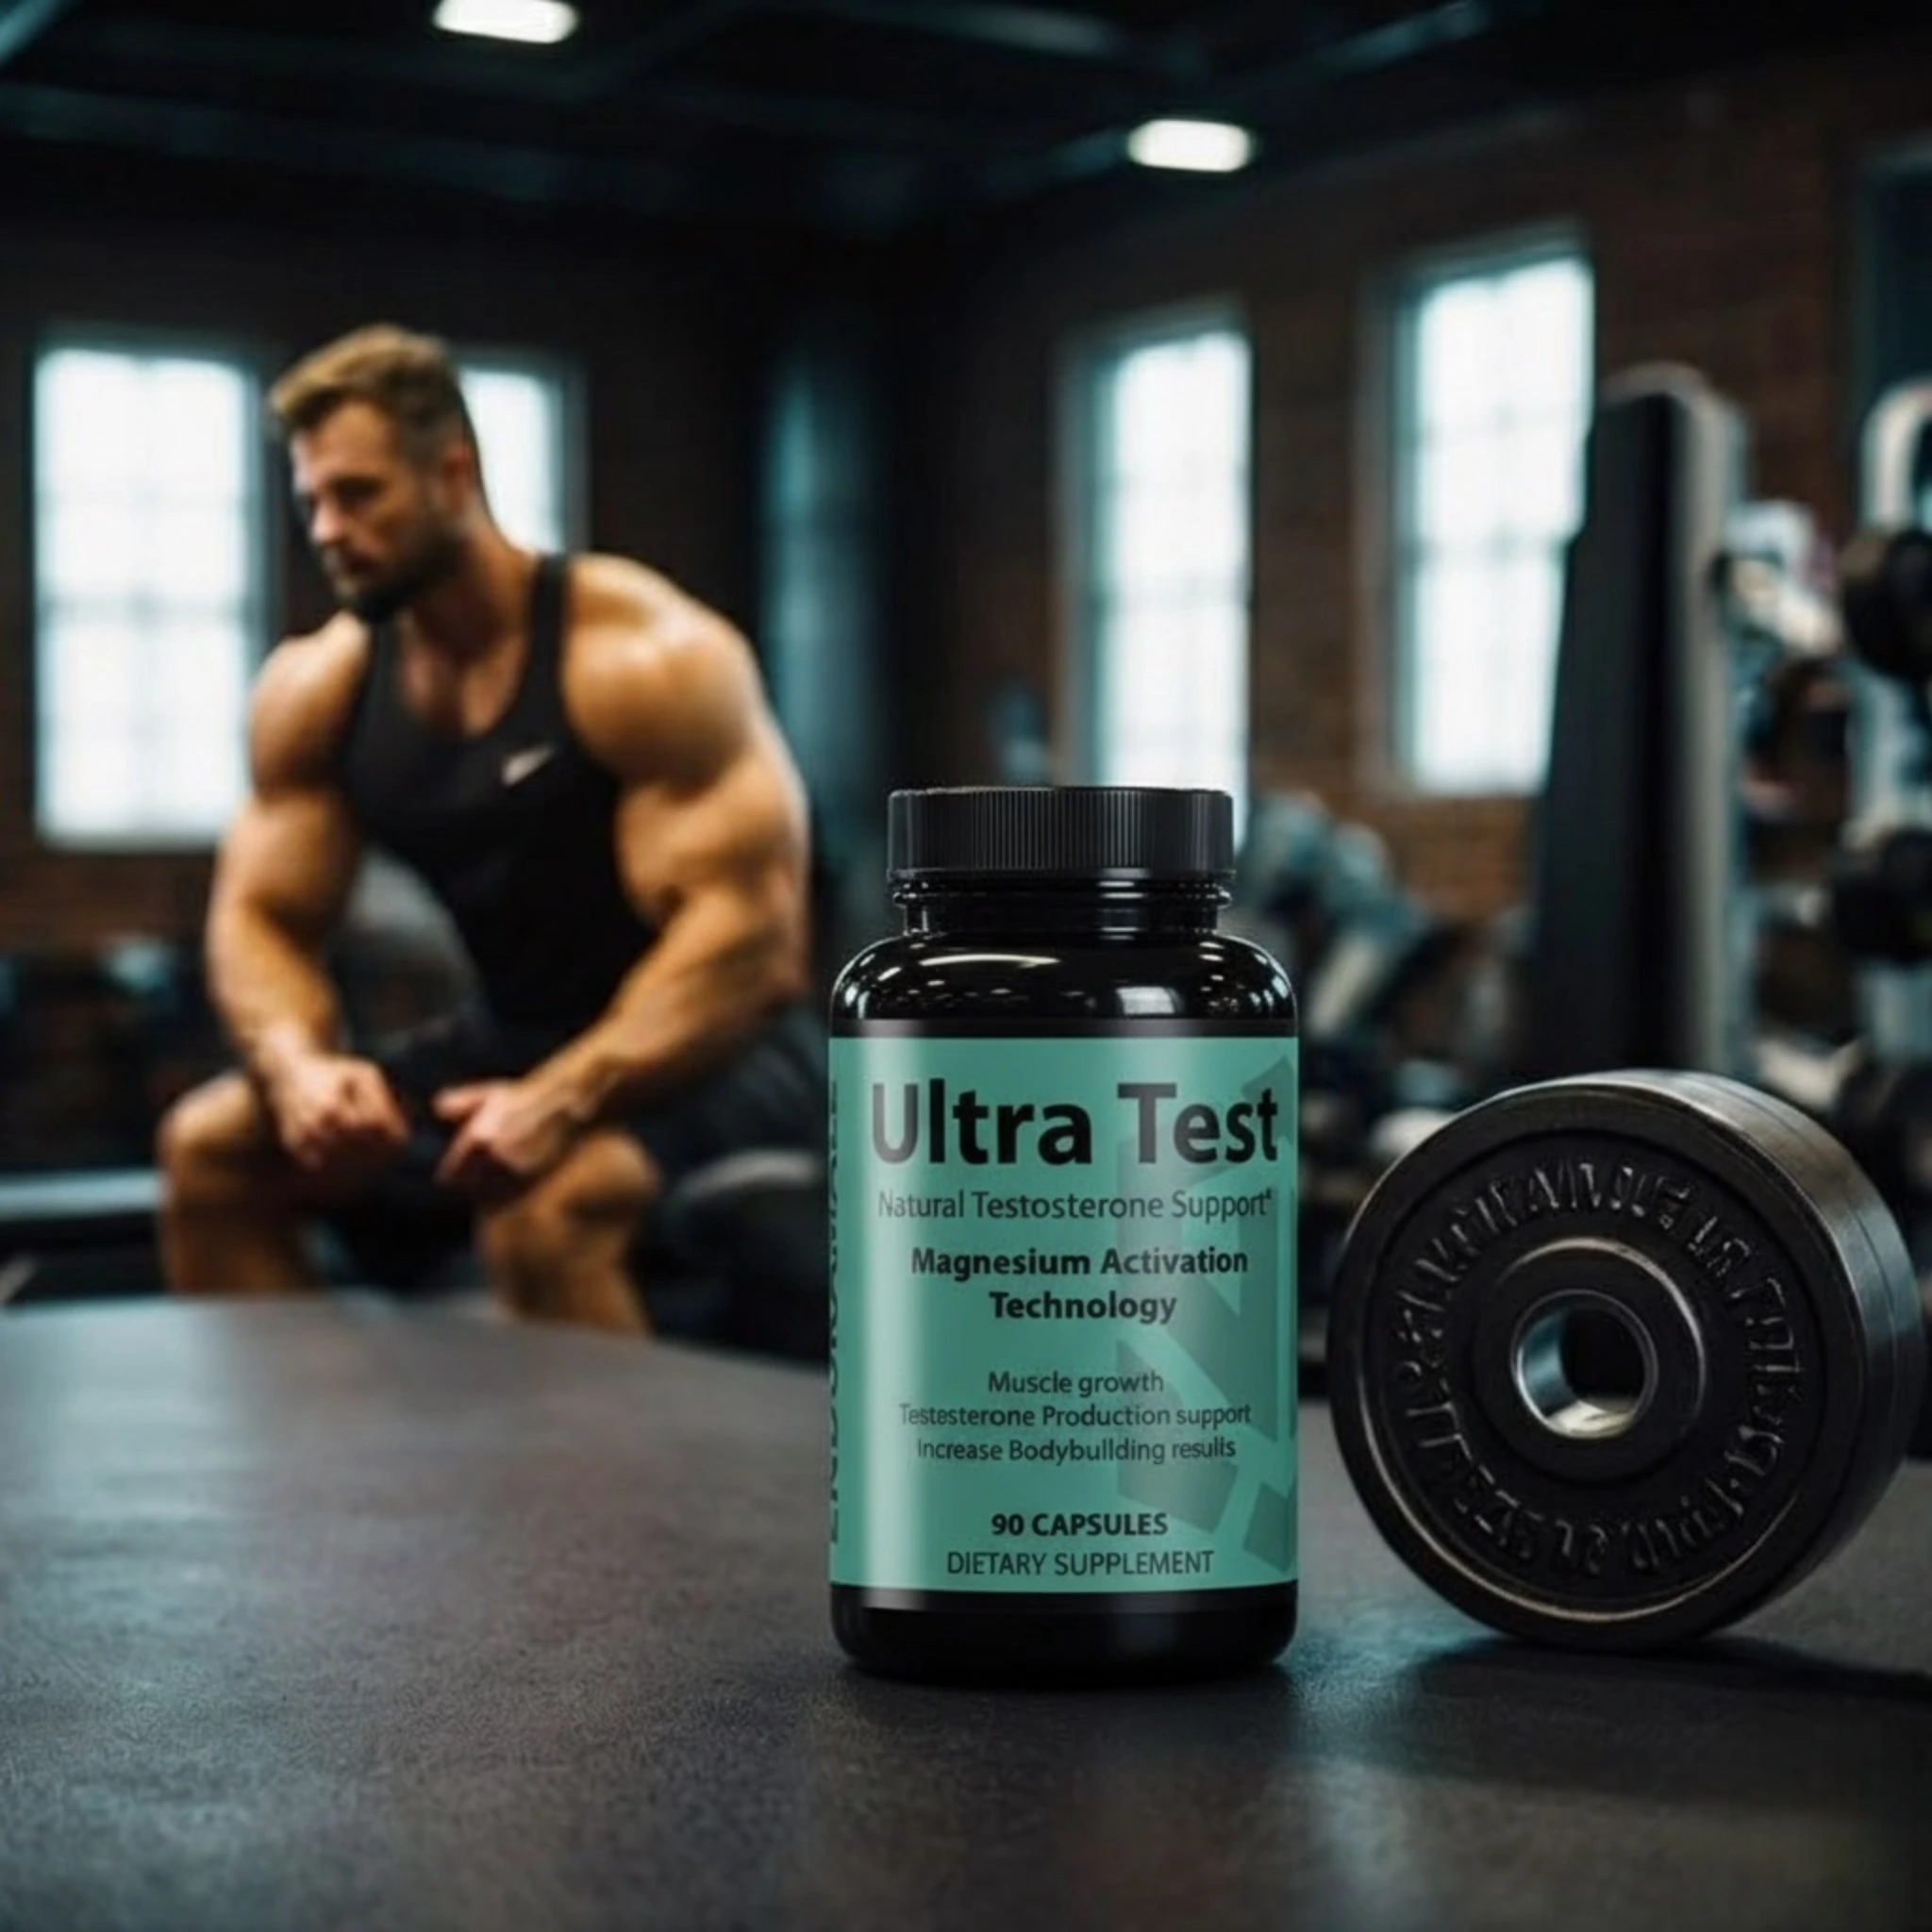 Ultra Test
Natural Testosterone Support*
Magnesium Activation
Technology
Muscle growth
Testesterone Production support
Increase Bodybullding results
90 CAPSULES
DIETARY SUPPLEMENT